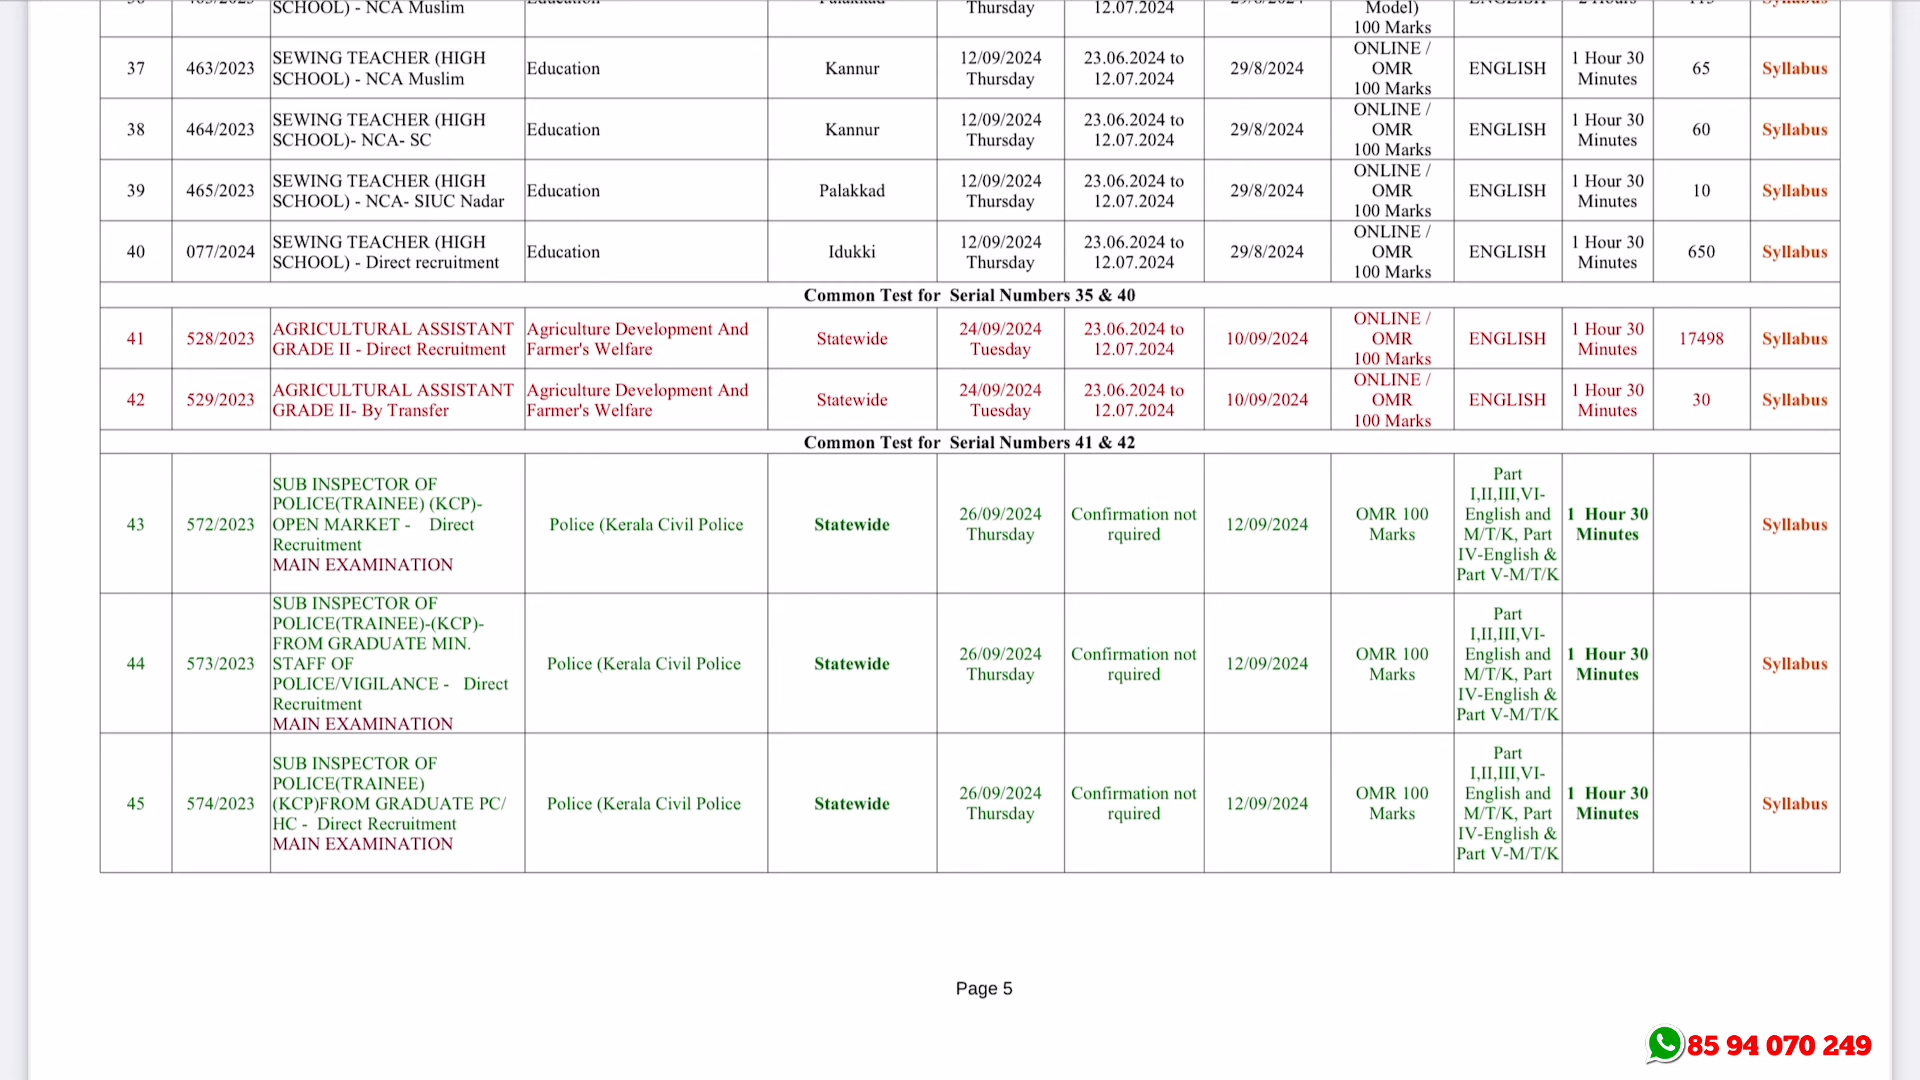 SCHOOL) - NCA Muslim
Thursday
12.07.2024
Model)
100 Marks
37 463/2023 SEWING TEACHER (HIGH SCHOOL) - NCA Muslim Education Kannur 12/09/2024 Thursday 23.06.2024 to 12.07.2024 29/8/2024 ONLINE / OMR 100 Marks ENGLISH 1 Hour 30 Minutes 65 Syllabus
38 464/2023 SEWING TEACHER (HIGH SCHOOL)- NCA- SC Education Kannur 12/09/2024 Thursday 23.06.2024 to 12.07.2024 29/8/2024 ONLINE / OMR 100 Marks ENGLISH 1 Hour 30 Minutes 60 Syllabus
39 465/2023 SEWING TEACHER (HIGH SCHOOL) - NCA- SIUC Nadar Education Palakkad 12/09/2024 Thursday 23.06.2024 to 12.07.2024 29/8/2024 ONLINE / OMR 100 Marks ENGLISH 1 Hour 30 Minutes 10 Syllabus
40 077/2024 SEWING TEACHER (HIGH SCHOOL) - Direct recruitment Education Idukki 12/09/2024 Thursday 23.06.2024 to 12.07.2024 29/8/2024 ONLINE / OMR 100 Marks ENGLISH 1 Hour 30 Minutes 650 Syllabus
Common Test for Serial Numbers 35 & 40
41 528/2023 AGRICULTURAL ASSISTANT GRADE II - Direct Recruitment Agriculture Development And Farmer's Welfare Statewide 24/09/2024 Tuesday 23.06.2024 to 12.07.2024 10/09/2024 ONLINE / OMR 100 Marks ENGLISH 1 Hour 30 Minutes 17498 Syllabus
42 529/2023 AGRICULTURAL ASSISTANT GRADE II- By Transfer Agriculture Development And Farmer's Welfare Statewide 24/09/2024 Tuesday 23.06.2024 to 12.07.2024 10/09/2024 ONLINE / OMR 100 Marks ENGLISH 1 Hour 30 Minutes 30 Syllabus
Common Test for Serial Numbers 41 & 42
43 572/2023 SUB INSPECTOR OF POLICE(TRAINEE) (KCP)- OPEN MARKET - Direct Recruitment MAIN EXAMINATION Police (Kerala Civil Police Statewide 26/09/2024 Thursday Confirmation not rquired 12/09/2024 OMR 100 Marks Part I,II,III,VI- English and M/T/K, Part IV-English & Part V-M/T/K 1 Hour 30 Minutes Syllabus
44 573/2023 SUB INSPECTOR OF POLICE(TRAINEE)-(KCP)- FROM GRADUATE MIN. STAFF OF POLICE/VIGILANCE - Direct Recruitment MAIN EXAMINATION Police (Kerala Civil Police Statewide 26/09/2024 Thursday Confirmation not rquired 12/09/2024 OMR 100 Marks Part I,II,III,VI- English and M/T/K, Part IV-English & Part V-M/T/K 1 Hour 30 Minutes Syllabus
45 574/2023 SUB INSPECTOR OF POLICE(TRAINEE) (KCP)FROM GRADUATE PC/ HC - Direct Recruitment MAIN EXAMINATION Police (Kerala Civil Police Statewide 26/09/2024 Thursday Confirmation not rquired 12/09/2024 OMR 100 Marks Part I,II,III,VI- English and M/T/K, Part IV-English & Part V-M/T/K 1 Hour 30 Minutes Syllabus
Page 5
85 94 070 249